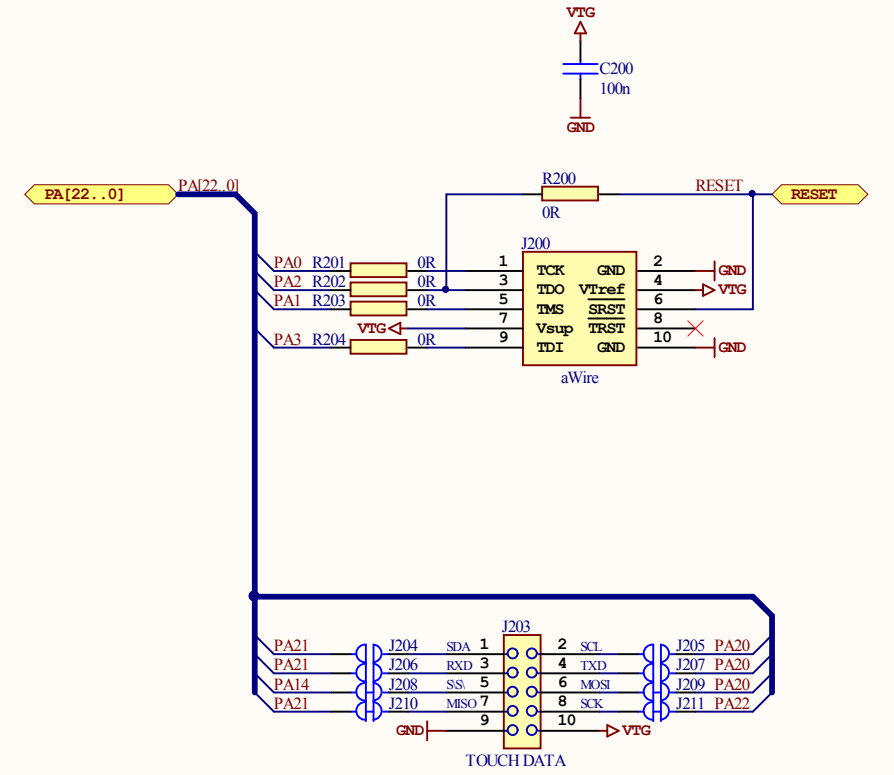 VTG
C200
100n
GND
PA[22..0] PA[22..0] R200 RESET RESET
0R
J200
PA0 R201 0R 1 TCK GND 2 GND
PA2 R202 0R 3 TDO VTref 4 VTG
PA1 R203 0R 5 TMS SRST 6
VTG 7 Vsup TRST 8
PA3 R204 0R 9 TDI GND 10 GND
aWire
J203
PA21 J204 SDA 1 2 SCL J205 PA20
PA21 J206 RXD 3 4 TXD J207 PA20
PA14 J208 S\S\ 5 6 MOSI J209 PA20
PA21 J210 MISO 7 8 SCK J211 PA22
GND 9 10 VTG
TOUCH DATA